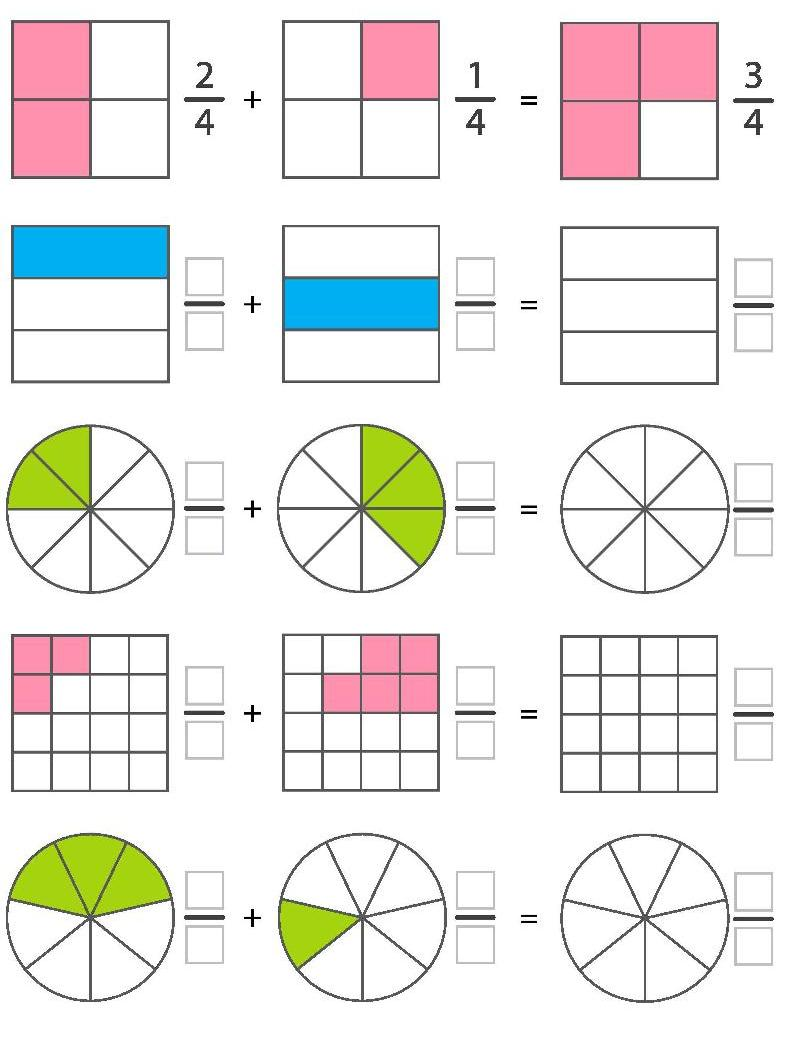 2/4 + 1/4 = 3/4
+ =
+ =
+ =
+ =